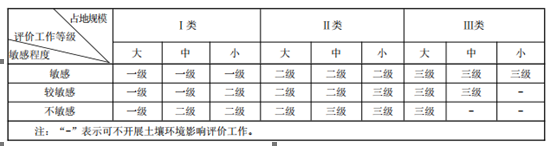 占地规模
评价工作等级
敏感程度
Ⅰ类 Ⅱ类 Ⅲ类
大 中 小 大 中 小 大 中 小
敏感 一级 一级 一级 二级 二级 二级 三级 三级 三级
较敏感 一级 一级 二级 二级 二级 三级 三级 三级 -
不敏感 一级 二级 二级 二级 三级 三级 三级 - -
注：“-”表示可不开展土壤环境影响评价工作。